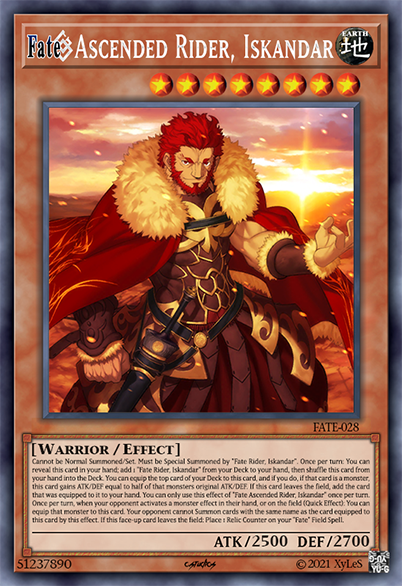 Fate Ascended Rider, Iskandar
EARTH
地
FATE-028
[Warrior / Effect]
Cannot be Normal Summoned/Set. Must be Special Summoned by "Fate Rider, Iskandar". Once per turn: You can
reveal this card in your hand; add 1 "Fate Rider, Iskandar" from your Deck to your hand, then shuffle this card from
your hand into the Deck. You can equip the top card of your Deck to this card, and if you do, if that card is a monster,
this card gains ATK/DEF equal to half of that monsters original ATK/DEF. If this card leaves the field, add the card
that was equipped to it to your hand. You can only use this effect of "Fate Ascended Rider, Iskandar" once per turn.
Once per turn, when your opponent activates a monster effect in their hand, or on the field (Quick Effect): You can
equip that monster to this card. Your opponent cannot Summon cards with the same name as the card equipped to
this card by this effect. If this face-up card leaves the field: Place 1 Relic Counter on your "Fate" Field Spell.
ATK/2500 DEF/2700
51237890
©2021 XyLeS